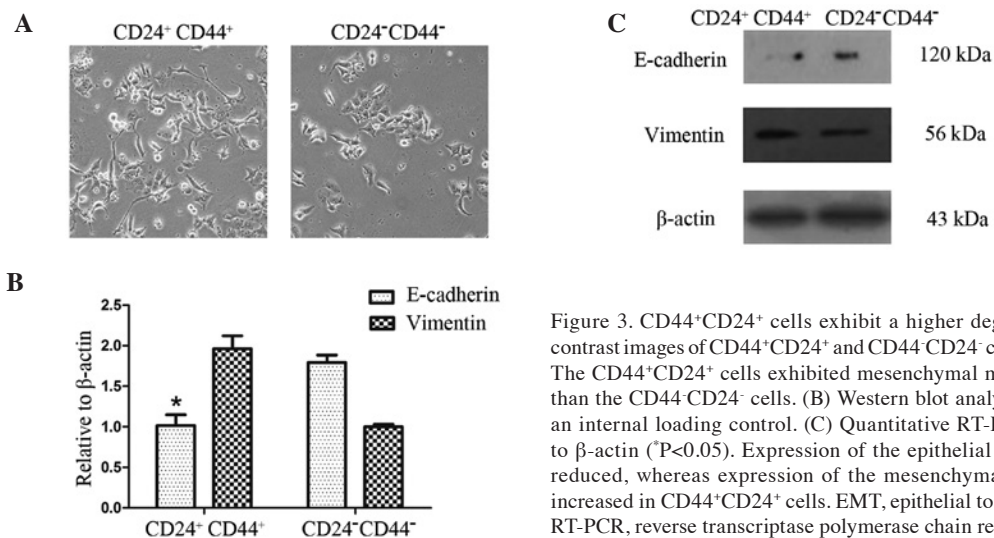 A
CD24⁺ CD44⁺
CD24⁻CD44⁻
B
E-cadherin
Vimentin
Relative to β-actin
2.5
2.0
1.5
1.0
0.5
0.0
*
CD24⁺ CD44⁺
CD24⁻CD44⁻
C
CD24⁺ CD44⁺ CD24⁻CD44⁻
E-cadherin 120 kDa
Vimentin 56 kDa
β-actin 43 kDa
Figure 3. CD44⁺CD24⁺ cells exhibit a higher
contrast images of CD44⁺CD24⁺ and CD44⁻CD24⁻
The CD44⁺CD24⁺ cells exhibited mesenchymal
than the CD44⁻CD24⁻ cells. (B) Western blot
an internal loading control. (C) Quantitative
to β-actin (*P<0.05). Expression of the epithelial
reduced, whereas expression of the mesenchymal
increased in CD44⁺CD24⁺ cells. EMT, epithelial to
RT-PCR, reverse transcriptase polymerase chain